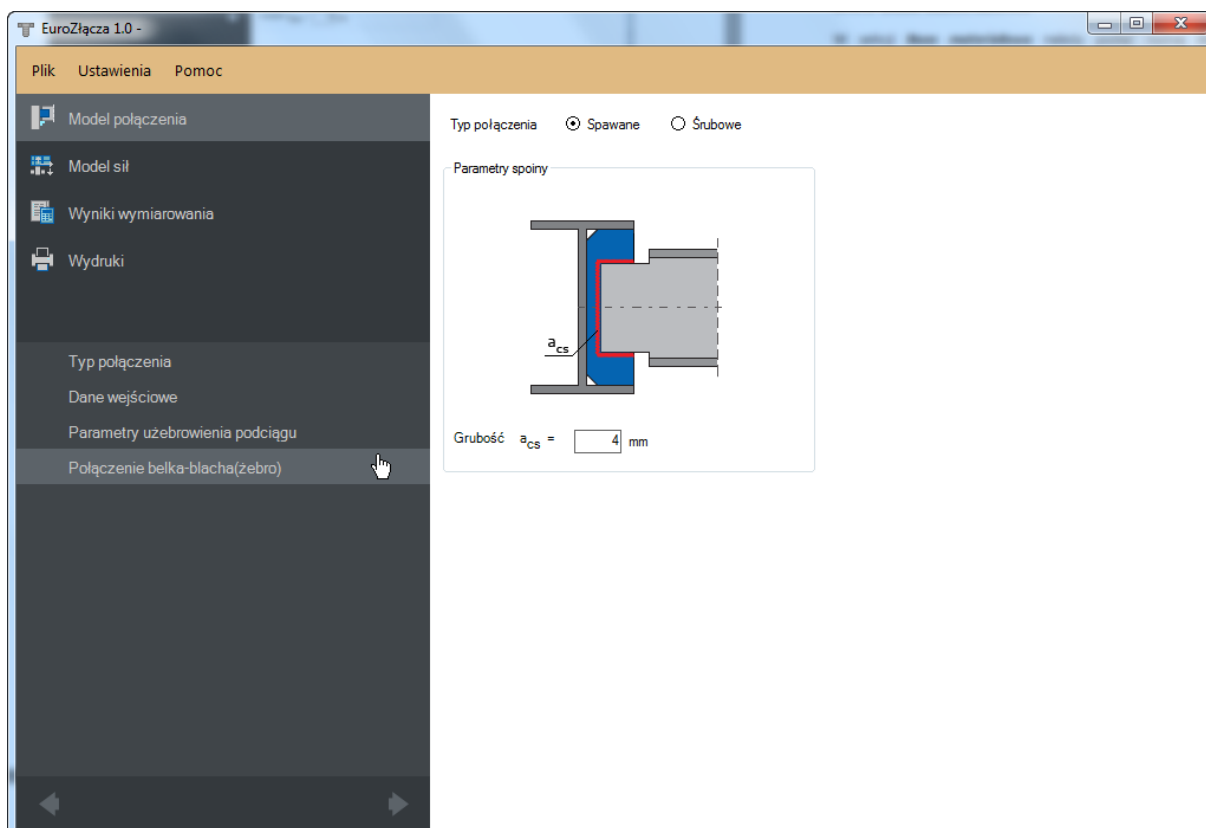 EuroZłącza 1.0 -
Plik Ustawienia Pomoc
Model połączenia
Model sił
Wyniki wymiarowania
Wydruki
Typ połączenia
Dane wejściowe
Parametry użebrowienia podciągu
Połączenie belka-blacha(żebro)
Typ połączenia Spawane Śrubowe
Parametry spoiny
acs
Grubość acs = 4 mm